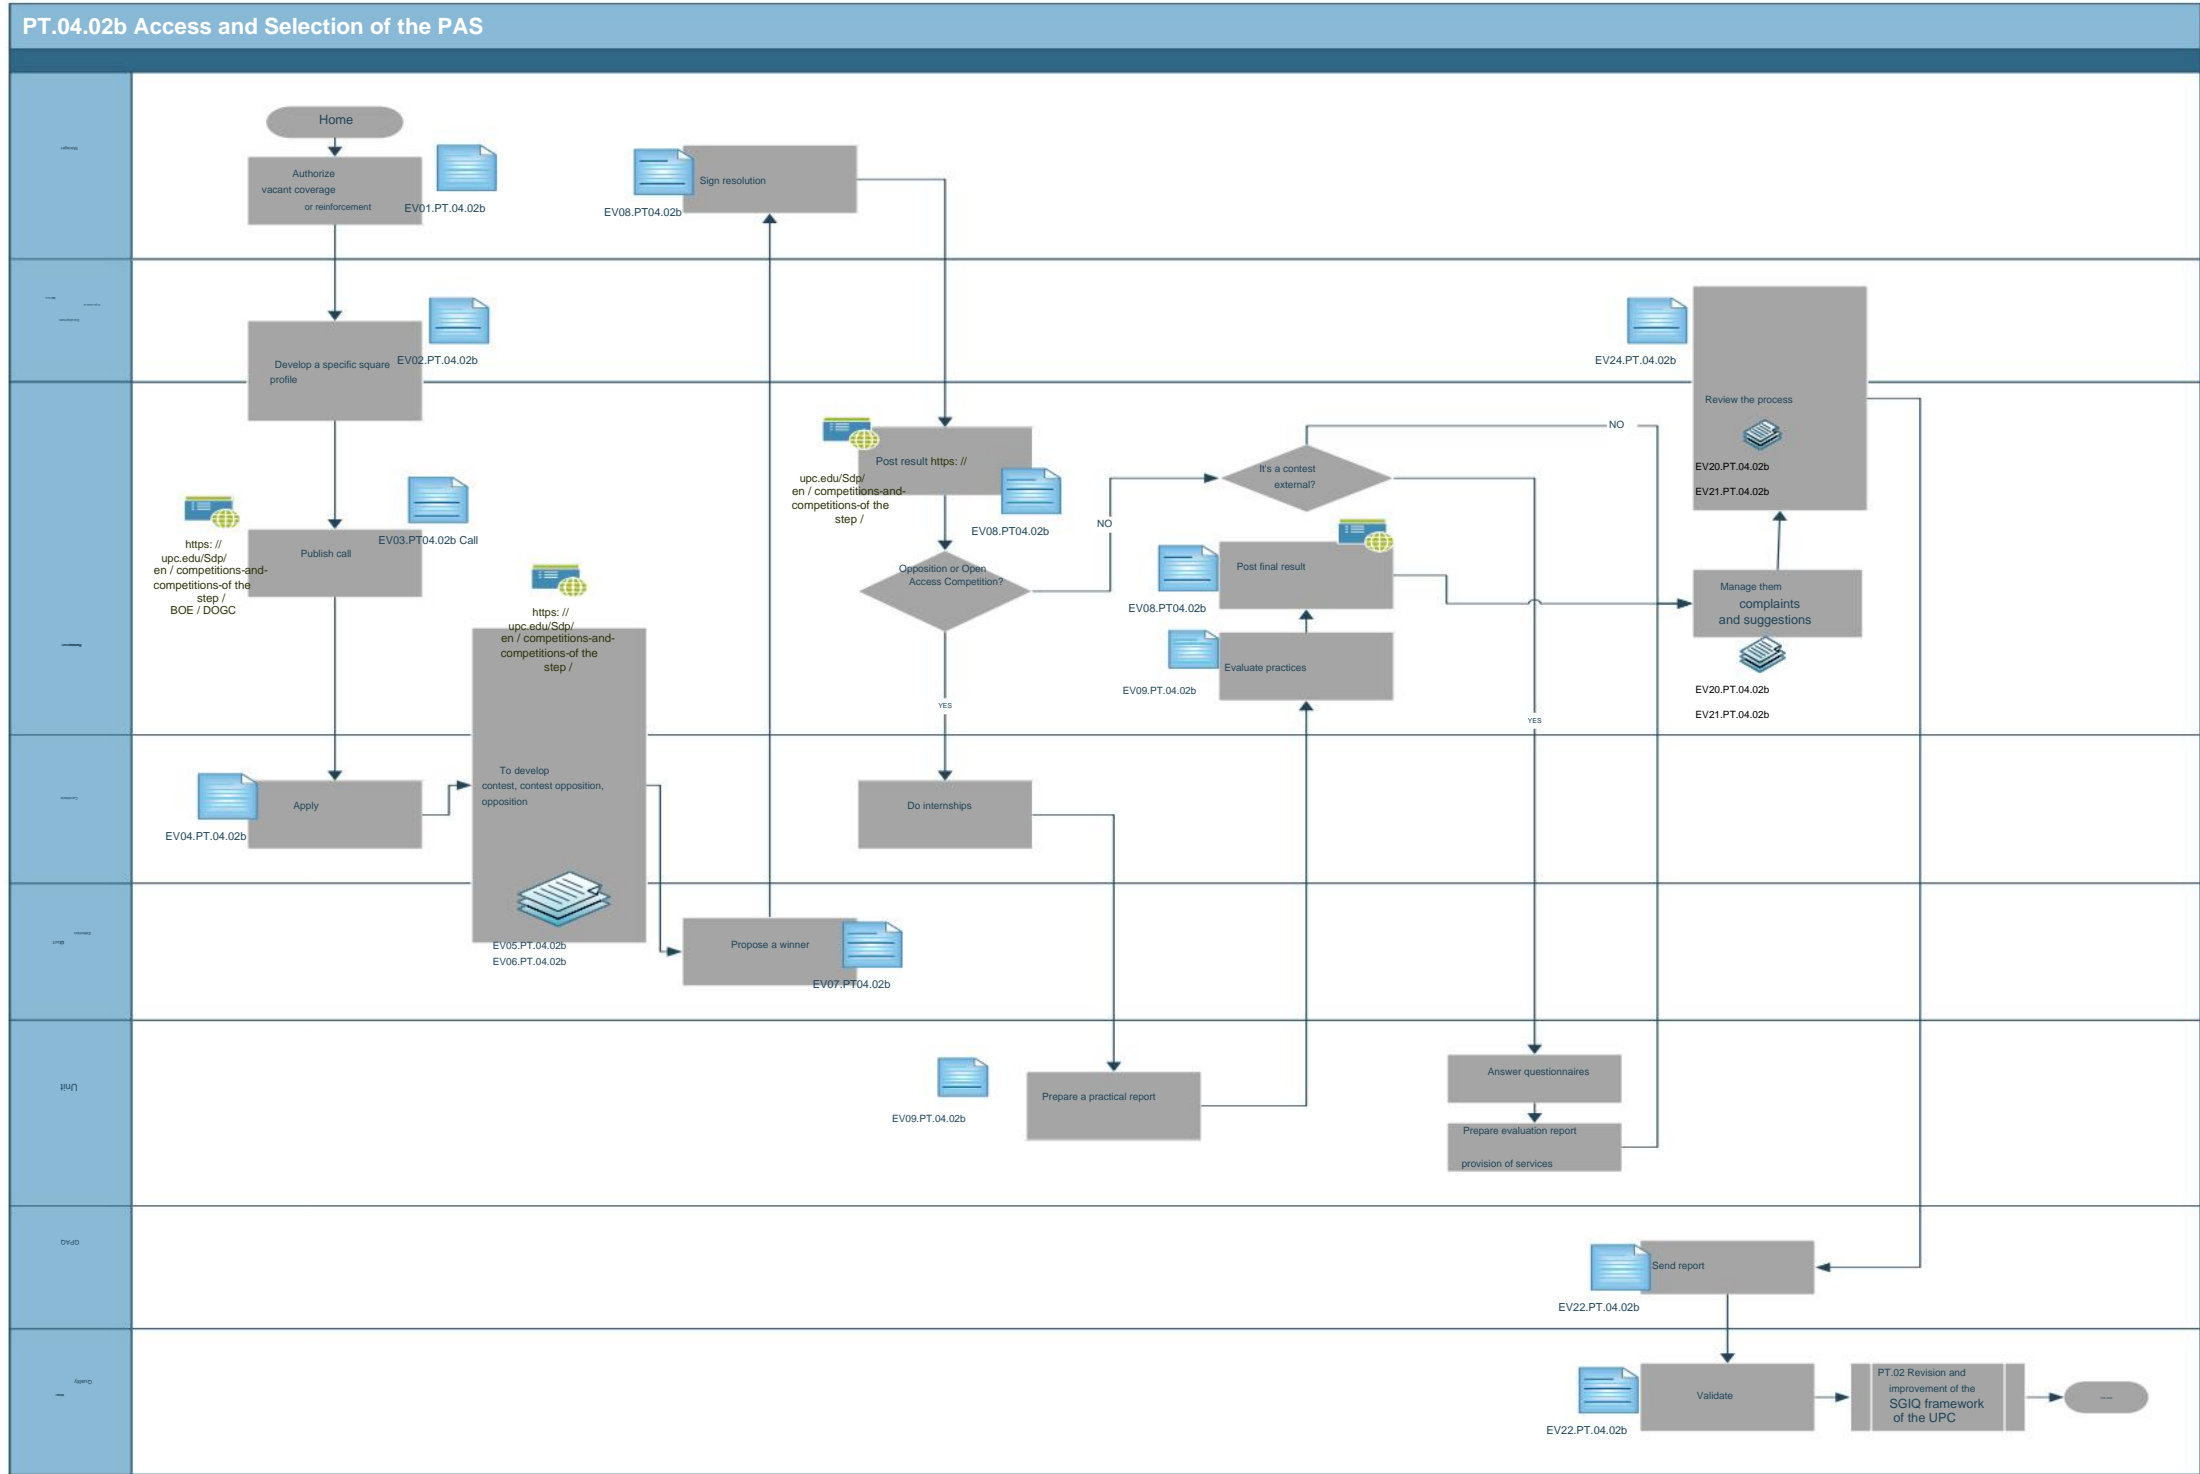 PT.04.02b Access and Selection of the PAS
Home
Authorize
vacant coverage
or reinforcement
EV01.PT.04.02b
EV08.PT04.02b
Sign resolution
Develop a specific square
profile
EV02.PT.04.02b
EV24.PT.04.02b
Review the process
EV20.PT.04.02b
EV21.PT.04.02b
https: //
upc.edu/Sdp/
en / competitions-and-
competitions-of the
step /
BOE / DOGC
Publish call
EV03.PT04.02b Call
https: //
upc.edu/Sdp/
en / competitions-and-
competitions-of the
step /
Post result https: //
upc.edu/Sdp/
en / competitions-and-
competitions-of the
step /
EV08.PT04.02b
Opposition or Open
Access Competition?
NO
YES
It's a contest
external?
NO
YES
Post final result
EV08.PT04.02b
Evaluate practices
EV09.PT.04.02b
Manage them
complaints
and suggestions
EV20.PT.04.02b
EV21.PT.04.02b
Apply
EV04.PT.04.02b
To develop
contest, contest opposition,
opposition
EV05.PT.04.02b
EV06.PT.04.02b
Do internships
Propose a winner
EV07.PT04.02b
Unit
EV09.PT.04.02b
Prepare a practical report
Answer questionnaires
Prepare evaluation report
provision of services
GPAQ
Send report
EV22.PT.04.02b
Quality
Validate
EV22.PT.04.02b
PT.02 Revision and
improvement of the
SGIQ framework
of the UPC